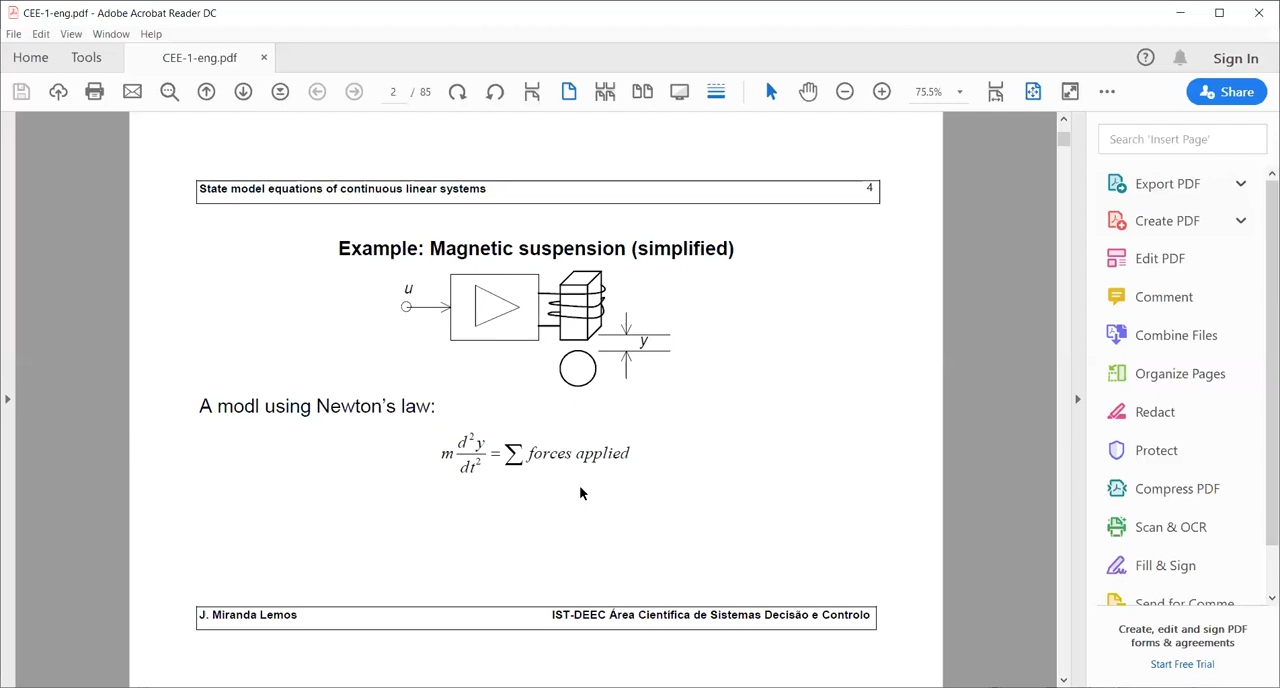 CEE-1-eng.pdf - Adobe Acrobat Reader DC
File Edit View Window Help
Home Tools CEE-1-eng.pdf × Sign In
2 / 85 75.5% Share
Search 'Insert Page'
Export PDF
Create PDF
Edit PDF
Comment
Combine Files
Organize Pages
Redact
Protect
Compress PDF
Scan & OCR
Fill & Sign
Send for Comme
Create, edit and sign PDF
forms & agreements
Start Free Trial
State model equations of continuous linear systems 4
Example: Magnetic suspension (simplified)
u
y
A modl using Newton's law:
m d²y/dt² = ∑ forces applied
J. Miranda Lemos IST-DEEC Área Científica de Sistemas Decisão e Controlo